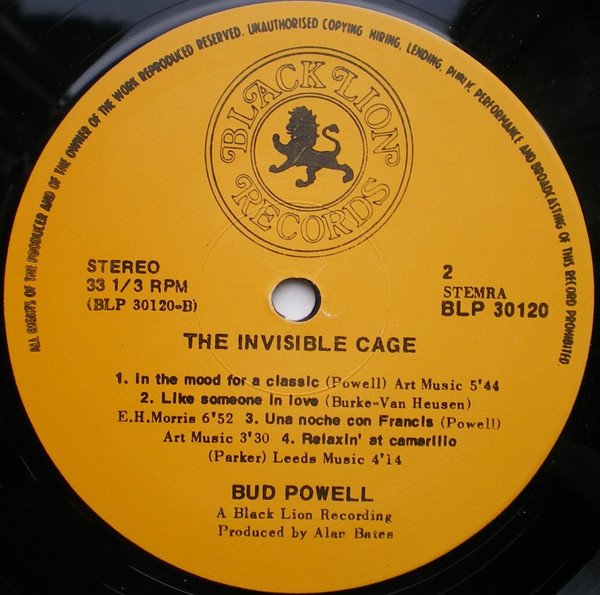 ALL RIGHTS OF THE PRODUCER AND OF THE OWNER OF THE WORK REPRODUCED RESERVED. UNAUTHORISED COPYING HIRING, LENDING, PUBLIC PERFORMANCE AND BROADCASTING OF THIS RECORD PROHIBITED.
BLACK LION
RECORDS
STEREO
33 1/3 RPM
(BLP 30120-B)
2
STEMRA
BLP 30120
THE INVISIBLE CAGE
1. In the mood for a classic (Powell) Art Music 5'44
2. Like someone in love (Burke-Van Heusen)
E.H.Morris 6'52 3. Una noche con Francis (Powell)
Art Music 3'30 4. Relaxin' at camarillo
(Parker) Leeds Music 4'14
BUD POWELL
A Black Lion Recording
Produced by Alan Bates